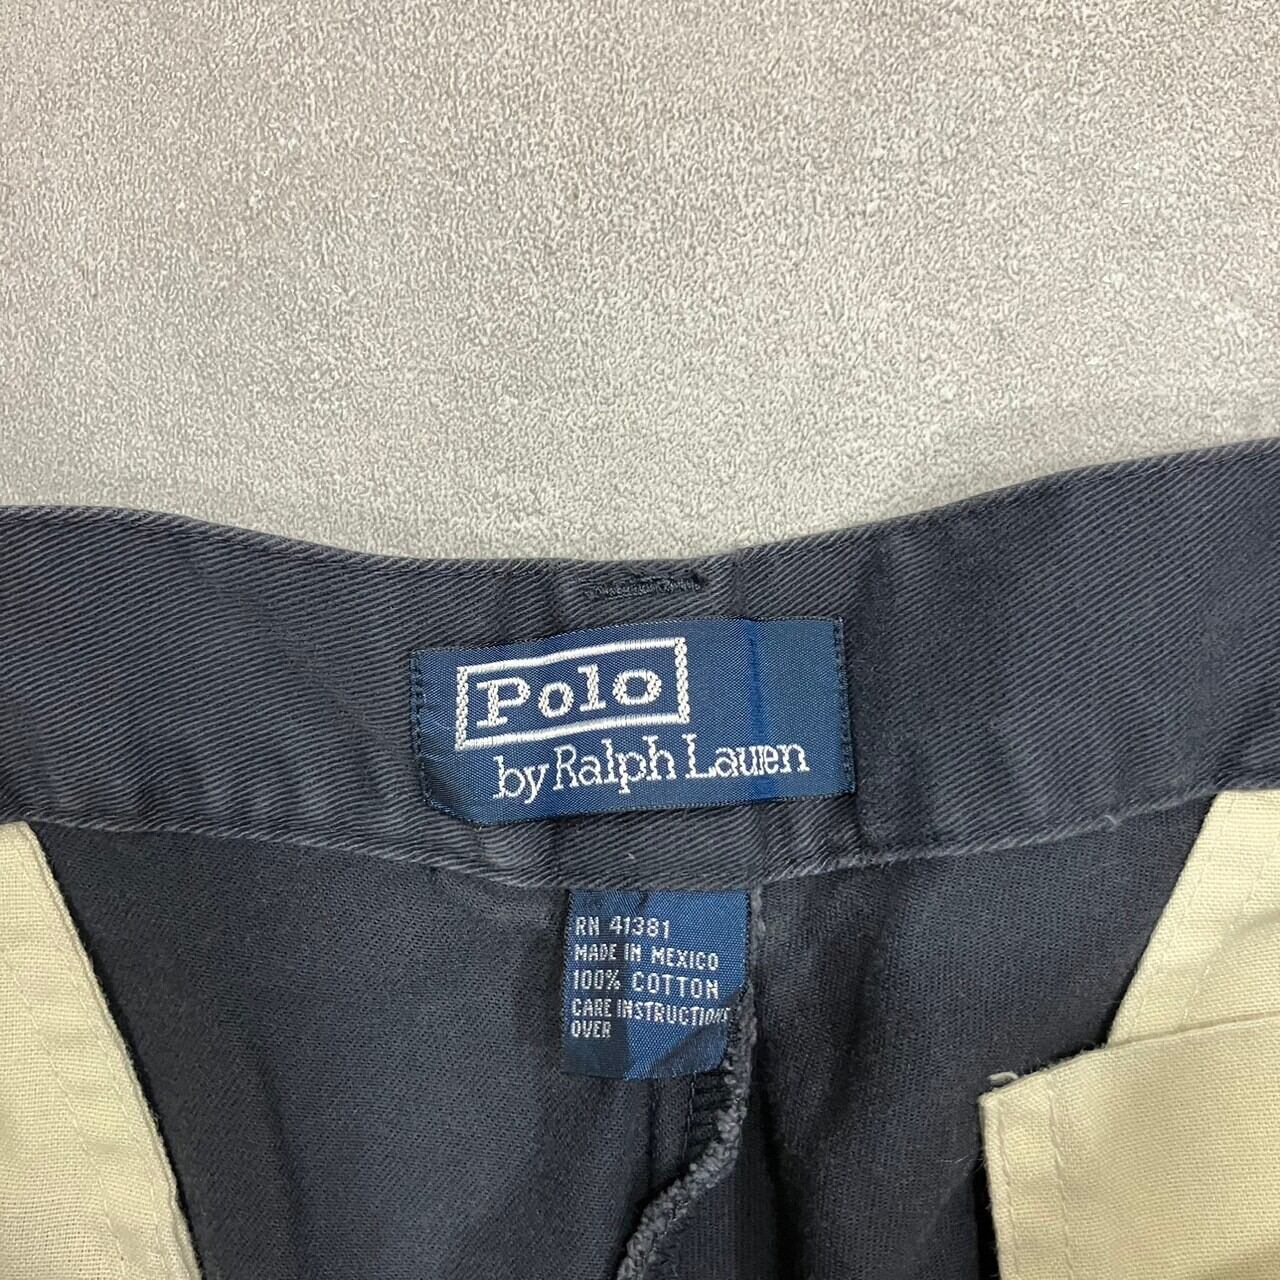 Polo
by Ralph Lauren
RN 41381
MADE IN MEXICO
100% COTTON
CARE INSTRUCTIONS
OVER